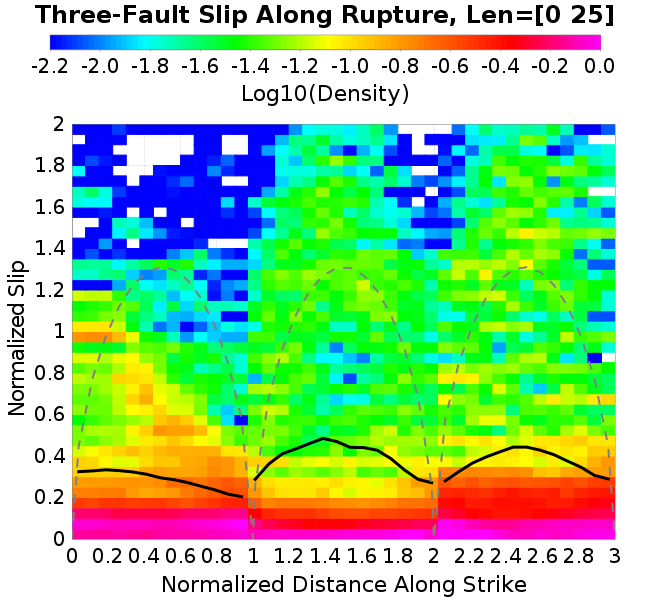 Three-Fault Slip Along Rupture, Len=[0 25]
-2.2 -2.0 -1.8 -1.6 -1.4 -1.2 -1.0 -0.8 -0.6 -0.4 -0.2 0.0
Log10(Density)
Normalized Slip
2
1.8
1.6
1.4
1.2
1
0.8
0.6
0.4
0.2
0
0 0.2 0.4 0.6 0.8 1 1.2 1.4 1.6 1.8 2 2.2 2.4 2.6 2.8 3
Normalized Distance Along Strike